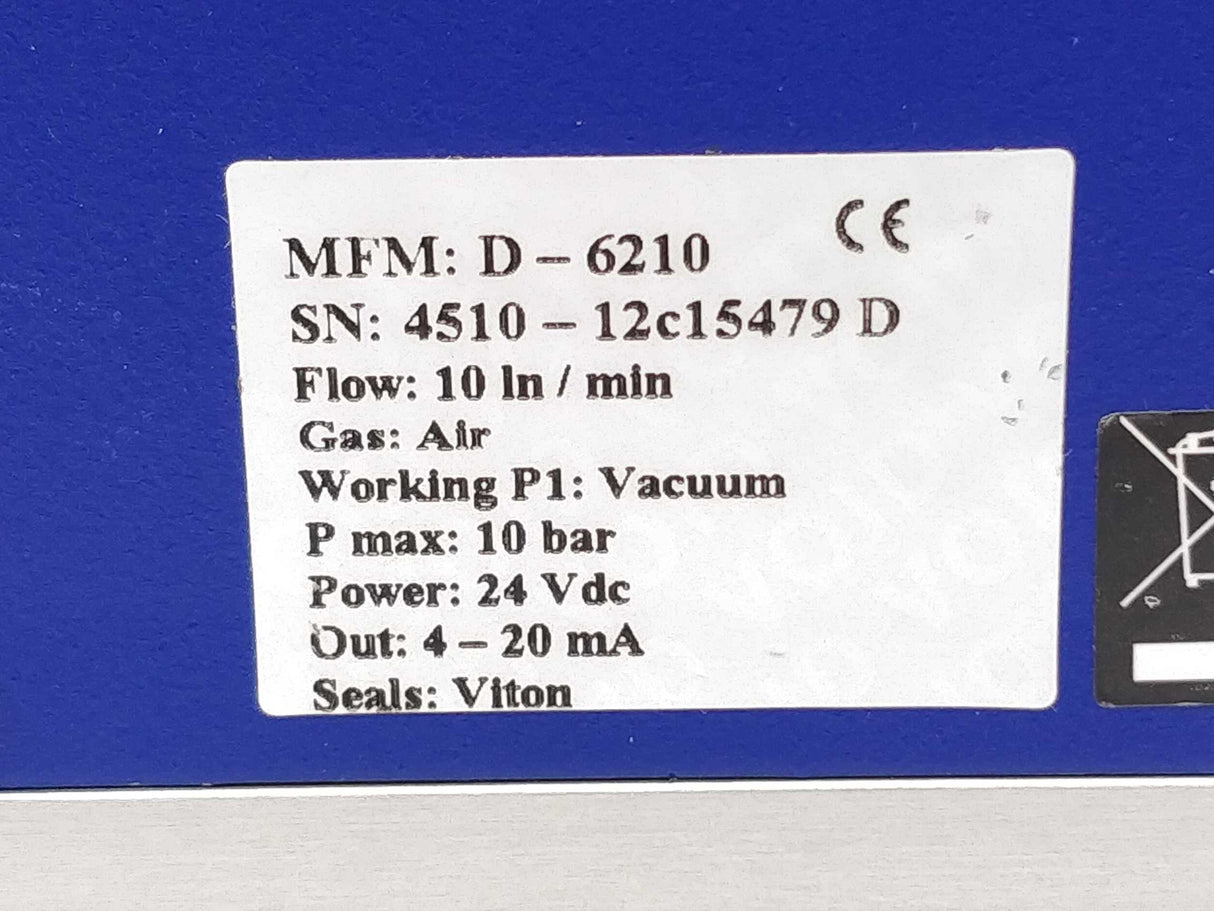 CE
MFM: D – 6210
SN: 4510 – 12c15479 D
Flow: 10 ln / min
Gas: Air
Working P1: Vacuum
P max: 10 bar
Power: 24 Vdc
Out: 4 – 20 mA
Seals: Viton